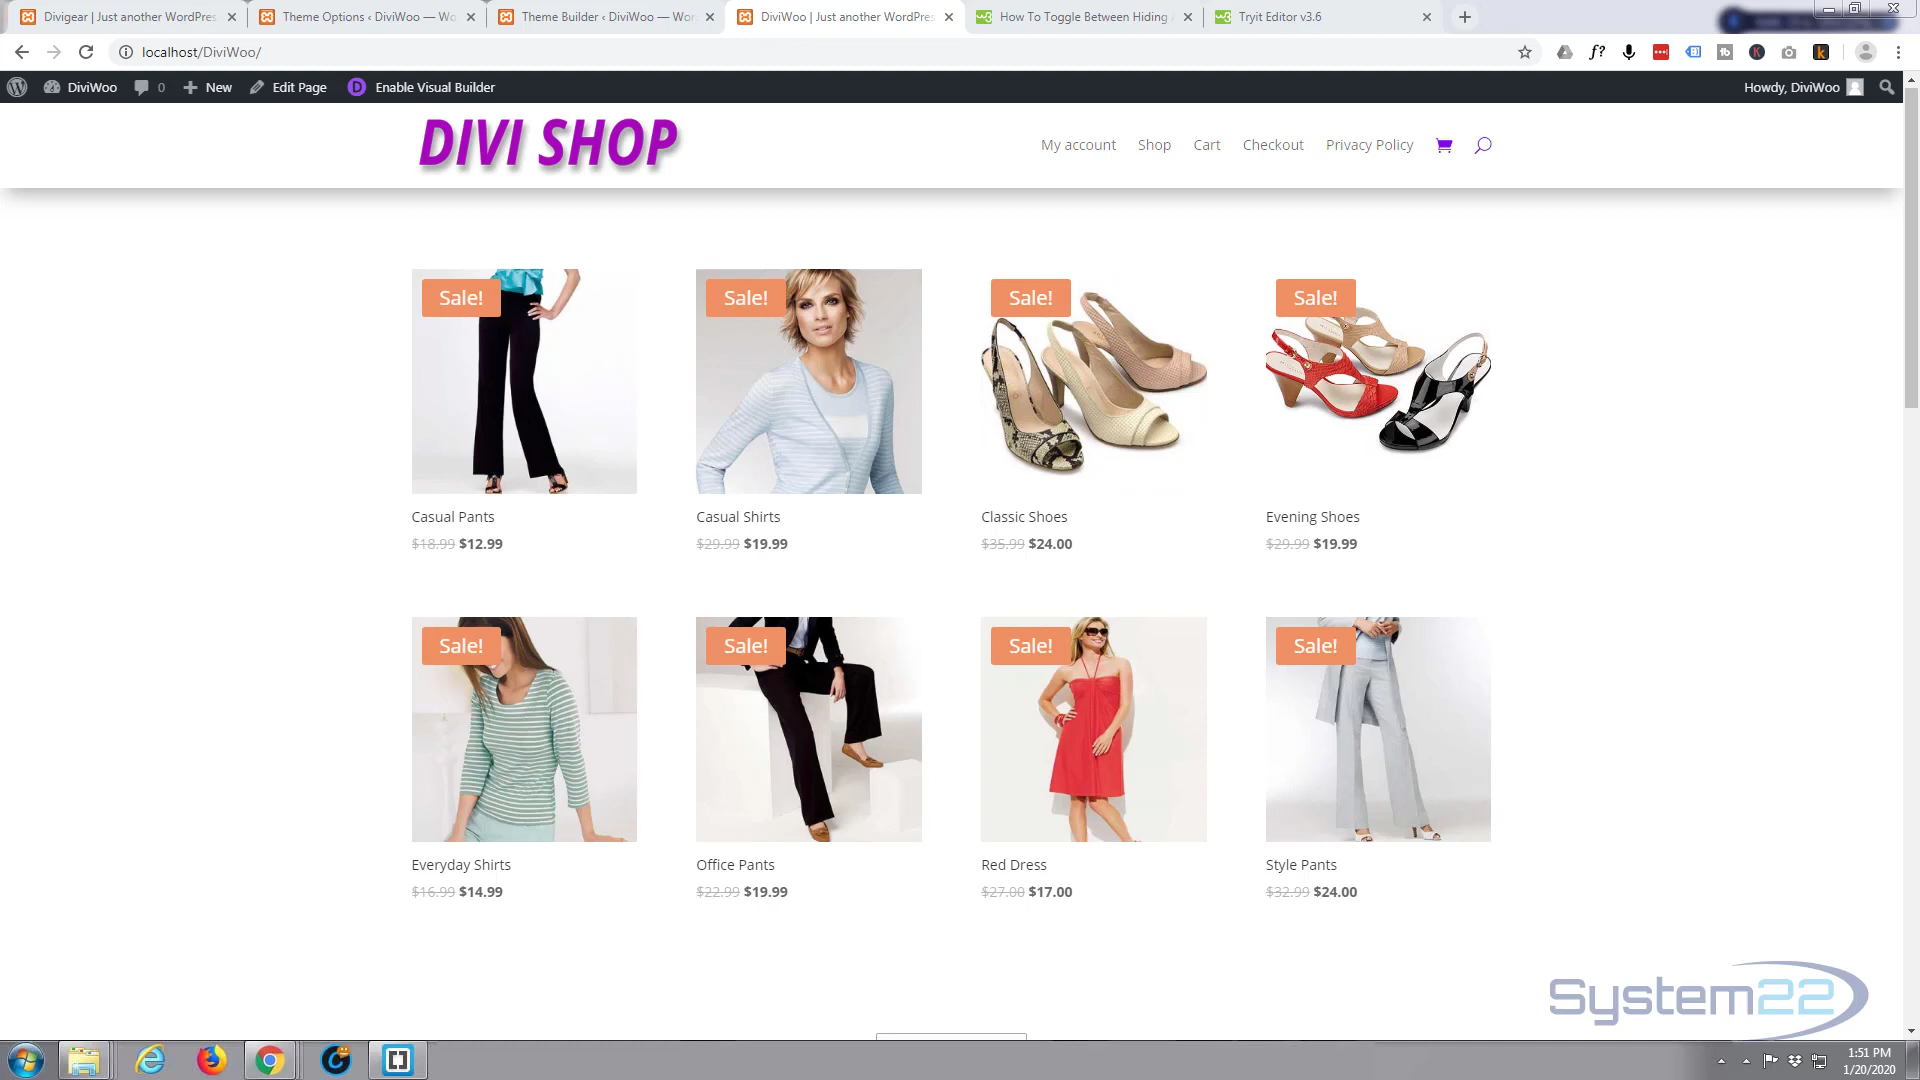 Divigear | Just another WordPres
Theme Options ‹ DiviWoo — Wo
Theme Builder ‹ DiviWoo — Wor
DiviWoo | Just another WordPres
How To Toggle Between Hiding
Tryit Editor v3.6
localhost/DiviWoo/
DiviWoo
0
New
Edit Page
Enable Visual Builder
Howdy, DiviWoo
DIVI SHOP
My account
Shop
Cart
Checkout
Privacy Policy
Sale!
Sale!
Sale!
Sale!
Casual Pants
Casual Shirts
Classic Shoes
Evening Shoes
$18.99 $12.99
$29.99 $19.99
$35.99 $24.00
$29.99 $19.99
Sale!
Sale!
Sale!
Sale!
Everyday Shirts
Office Pants
Red Dress
Style Pants
$16.99 $14.99
$22.99 $19.99
$27.00 $17.00
$32.99 $24.00
System22
1:51 PM
1/20/2020